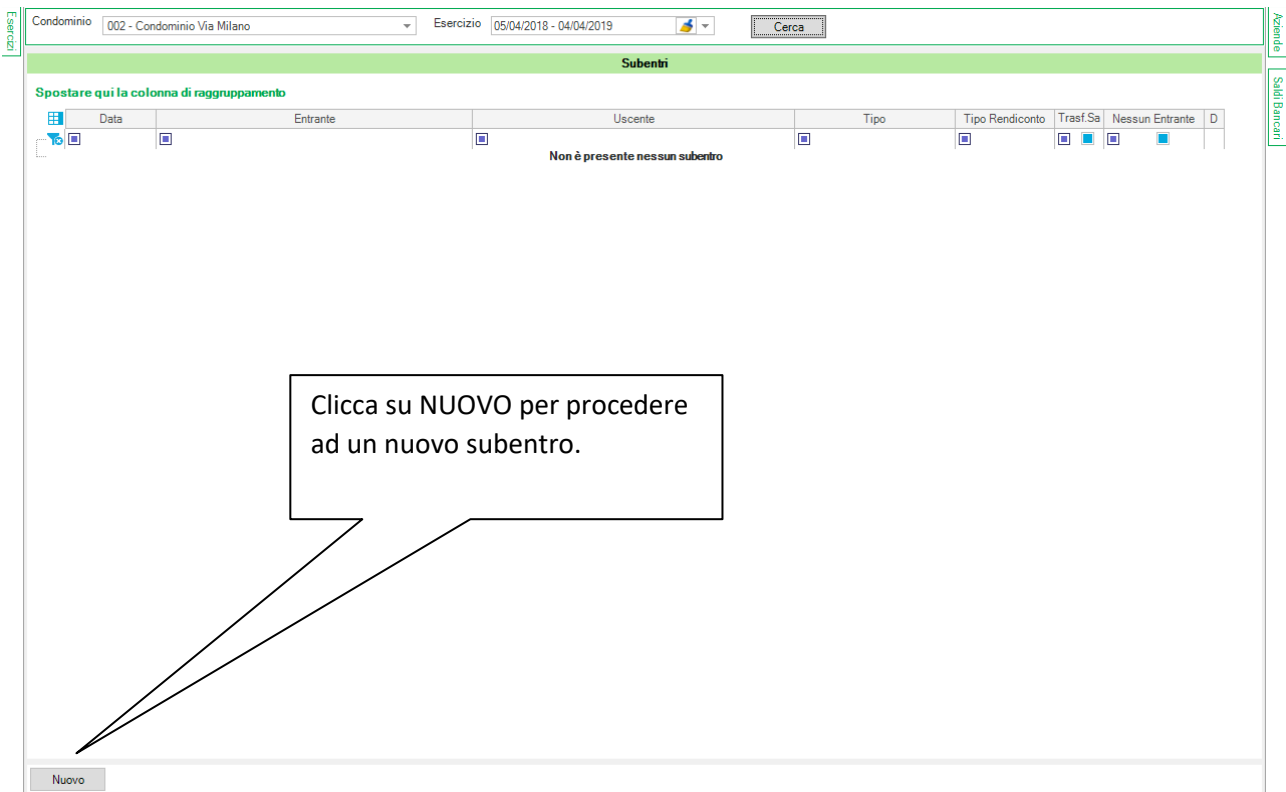 Esercizi
Condominio 002 - Condominio Via Milano Esercizio 05/04/2018 - 04/04/2019 Cerca
Aziende
Saldi Bancari
Subentri
Spostare qui la colonna di raggruppamento
Data Entrante Uscente Tipo Tipo Rendiconto Trasf.Sa Nessun Entrante D
Non è presente nessun subentro
Clicca su NUOVO per procedere
ad un nuovo subentro.
Nuovo